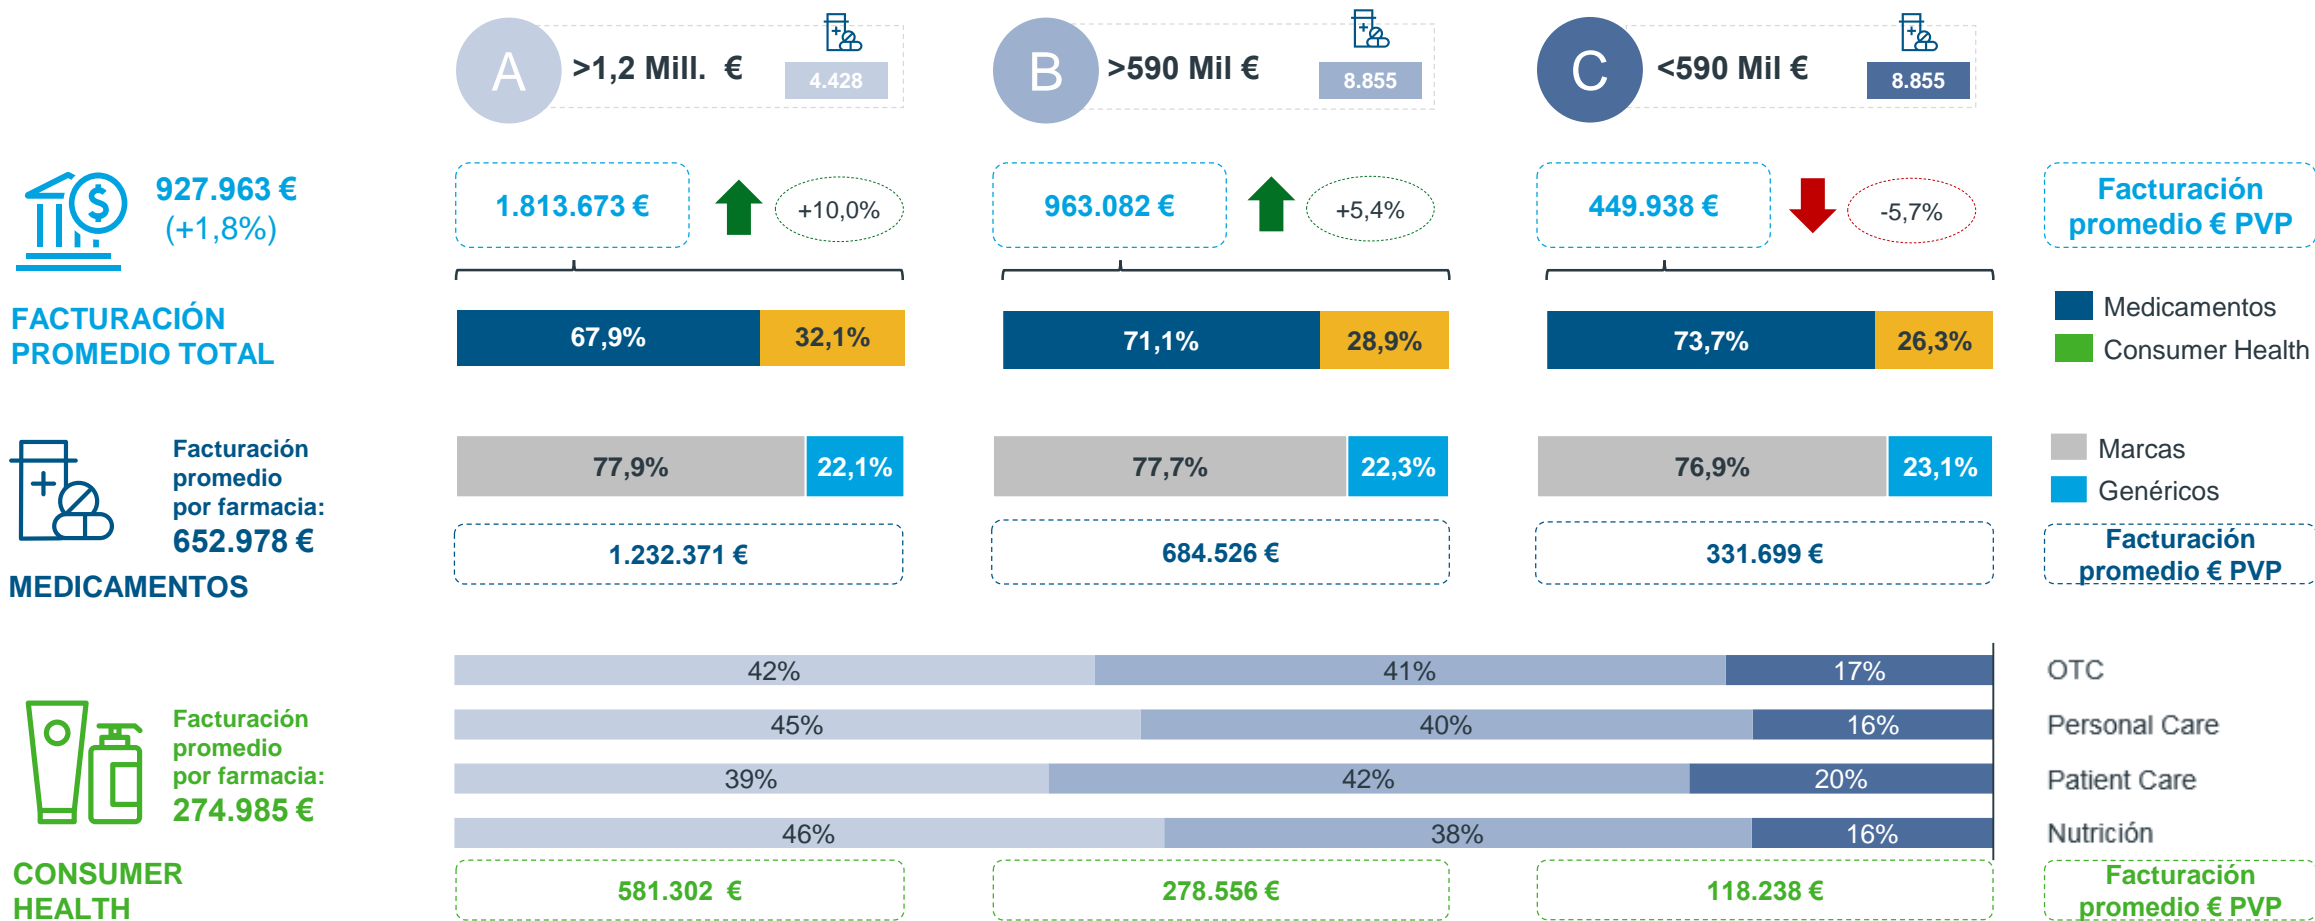 A
>1,2 Mill. €
4.428
B
>590 Mil €
8.855
C
<590 Mil €
8.855
927.963 €
(+1,8%)
1.813.673 €
+10,0%
963.082 €
+5,4%
449.938 €
-5,7%
Facturación
promedio € PVP
FACTURACIÓN
PROMEDIO TOTAL
67,9%
32,1%
71,1%
28,9%
73,7%
26,3%
Medicamentos
Consumer Health
Facturación
promedio
por farmacia:
652.978 €
MEDICAMENTOS
77,9%
22,1%
77,7%
22,3%
76,9%
23,1%
Marcas
Genéricos
1.232.371 €
684.526 €
331.699 €
Facturación
promedio € PVP
42%
41%
17%
OTC
45%
40%
16%
Personal Care
39%
42%
20%
Patient Care
46%
38%
16%
Nutrición
Facturación
promedio
por farmacia:
274.985 €
CONSUMER
HEALTH
581.302 €
278.556 €
118.238 €
Facturación
promedio € PVP